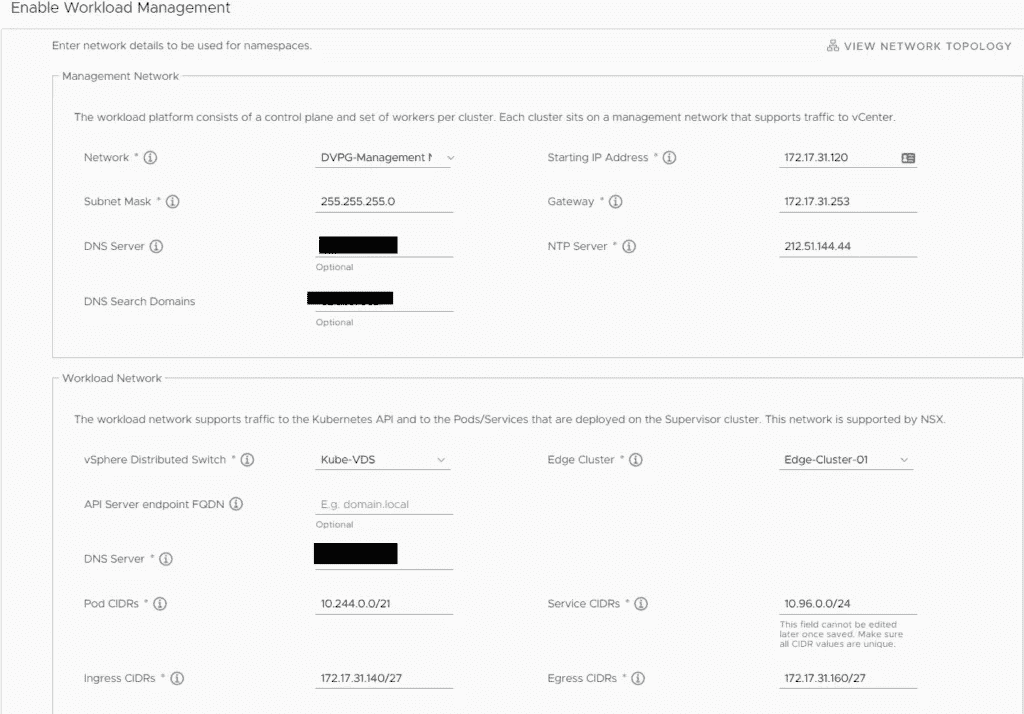 Enable Workload Management
Enter network details to be used for namespaces.
VIEW NETWORK TOPOLOGY
Management Network
The workload platform consists of a control plane and set of workers per cluster. Each cluster sits on a management network that supports traffic to vCenter.
Network * DVPG-Management Starting IP Address * 172.17.31.120
Subnet Mask * 255.255.255.0 Gateway * 172.17.31.253
DNS Server NTP Server * 212.51.144.44
Optional
DNS Search Domains
Optional
Workload Network
The workload network supports traffic to the Kubernetes API and to the Pods/Services that are deployed on the Supervisor cluster. This network is supported by NSX.
vSphere Distributed Switch * Kube-VDS Edge Cluster * Edge-Cluster-01
API Server endpoint FQDN E.g. domain.local
Optional
DNS Server *
Pod CIDRs * 10.244.0.0/21 Service CIDRs * 10.96.0.0/24
This field cannot be edited
later once saved. Make sure
all CIDR values are unique.
Ingress CIDRs * 172.17.31.140/27 Egress CIDRs * 172.17.31.160/27